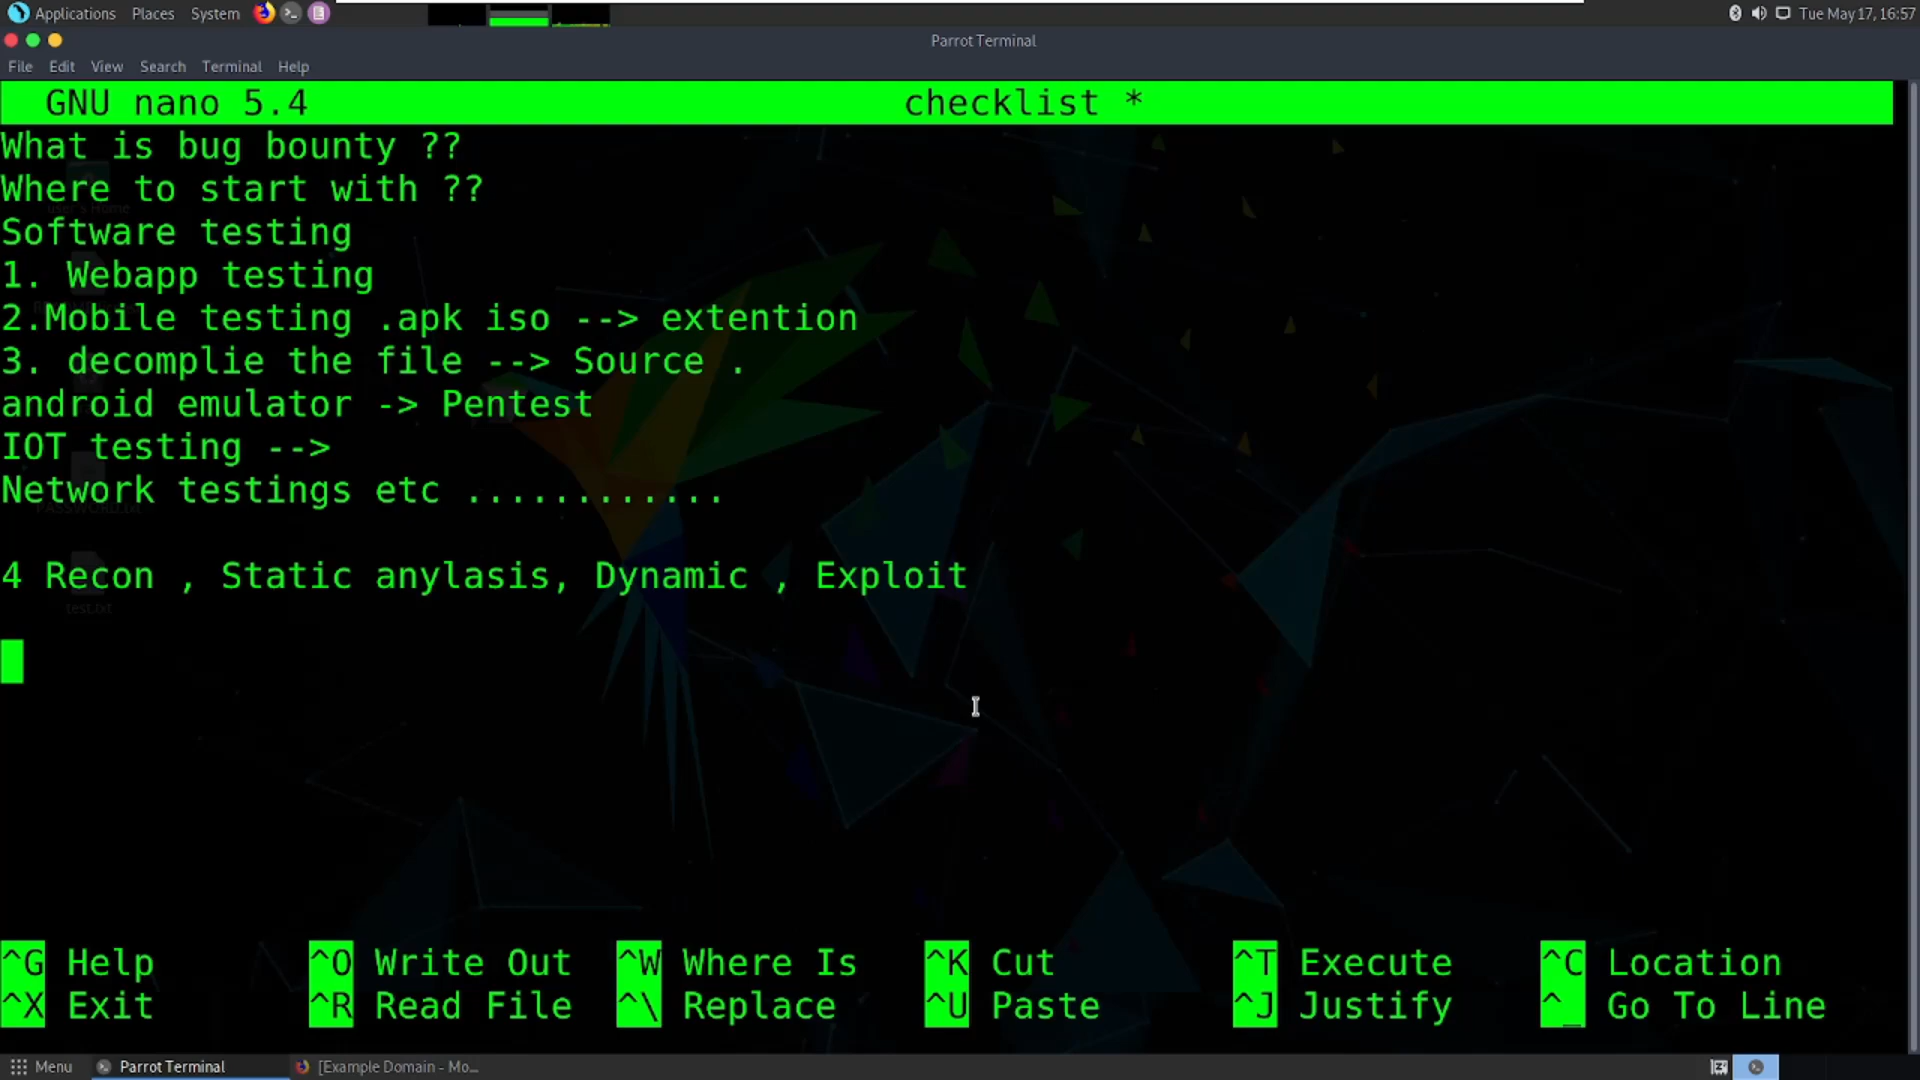 Applications Places System Tue May 17, 16:57
Parrot Terminal
File Edit View Search Terminal Help
GNU nano 5.4 checklist *
What is bug bounty ??
Where to start with ??
Software testing
1. Webapp testing
2.Mobile testing .apk iso --> extention
3. decomplie the file --> Source .
android emulator -> Pentest
IOT testing -->
Network testings etc ............
4 Recon , Static anylasis, Dynamic , Exploit
test.txt
^G Help ^O Write Out ^W Where Is ^K Cut ^T Execute ^C Location
^X Exit ^R Read File ^\ Replace ^U Paste ^J Justify ^_ Go To Line
Menu Parrot Terminal [Example Domain - Mo...